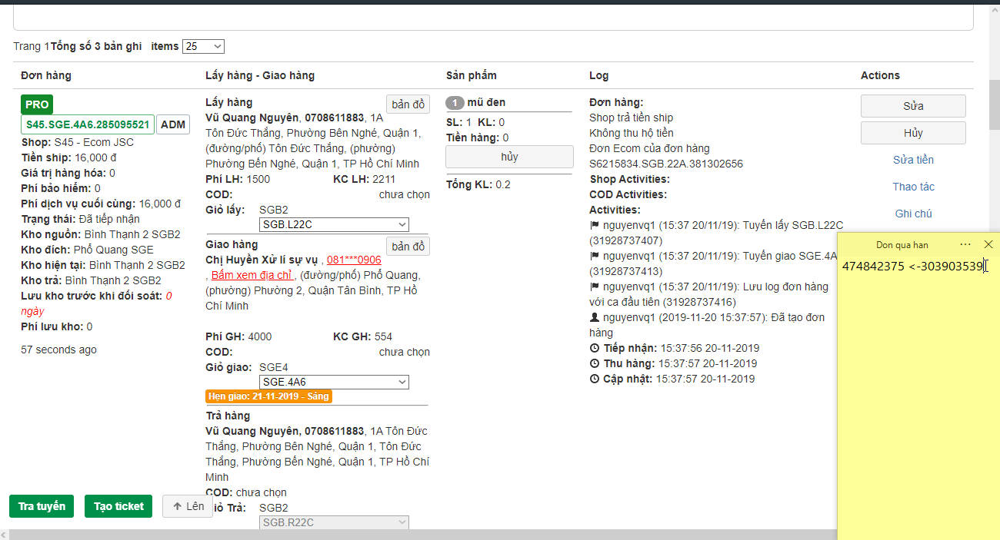 Trang 1Tổng số 3 bản ghi items 25
Đơn hàng
Lấy hàng - Giao hàng
Sản phẩm
Log
Actions
PRO
S45.SGE.4A6.285095521 ADM
Shop: S45 - Ecom JSC
Tiền ship: 16,000 đ
Giá trị hàng hóa: 0
Phí bảo hiểm: 0
Phí dịch vụ cuối cùng: 16,000 đ
Trạng thái: Đã tiếp nhận
Kho nguồn: Bình Thạnh 2 SGB2
Kho đích: Phổ Quang SGE
Kho hiện tại: Bình Thạnh 2 SGB2
Kho trả: Bình Thạnh 2 SGB2
Lưu kho trước khi đối soát: 0
ngày
Phí lưu kho: 0
57 seconds ago
Lấy hàng
bản đồ
Vũ Quang Nguyên, 0708611883, 1A
Tôn Đức Thắng, Phường Bến Nghé, Quận 1,
(đường/phố) Tôn Đức Thắng, (phường)
Phường Bến Nghé, Quận 1, TP Hồ Chí Minh
Phí LH: 1500 KC LH: 2211
COD: chưa chọn
Giỏ lấy: SGB2
SGB.L22C
Giao hàng
bản đồ
Chị Huyền Xử lí sự vụ , 081***0906
, Bấm xem địa chỉ , (đường/phố) Phổ Quang,
(phường) Phường 2, Quận Tân Bình, TP Hồ
Chí Minh
Phí GH: 4000 KC GH: 554
COD: chưa chọn
Giỏ giao: SGE4
SGE.4A6
Hẹn giao: 21-11-2019 - Sáng
Trả hàng
Vũ Quang Nguyên, 0708611883, 1A Tôn Đức
Thắng, Phường Bến Nghé, Quận 1, Tôn Đức
Thắng, Phường Bến Nghé, Quận 1, TP Hồ Chí
Minh
COD: chưa chọn
iỏ Trả: SGB2
SGB.R22C
1 mũ đen
SL: 1 KL: 0
Tiền hàng: 0
hủy
Tổng KL: 0.2
Đơn hàng:
Shop trả tiền ship
Không thu hộ tiền
Đơn Ecom của đơn hàng
S6215834.SGB.22A.381302656
Shop Activities:
COD Activities:
Activities:
nguyenvq1 (15:37 20/11/19): Tuyến lấy SGB.L22C
(31928737407)
nguyenvq1 (15:37 20/11/19): Tuyến giao SGE.4A
(31928737413)
nguyenvq1 (15:37 20/11/19): Lưu log đơn hàng
với ca đầu tiên (31928737416)
nguyenvq1 (2019-11-20 15:37:57): Đã tạo đơn
hàng
Tiếp nhận: 15:37:56 20-11-2019
Thu hàng: 15:37:57 20-11-2019
Cập nhật: 15:37:57 20-11-2019
Sửa
Hủy
Sửa tiền
Thao tác
Ghi chú
Don qua han
474842375 <-303903539
Tra tuyến
Tạo ticket
Lên